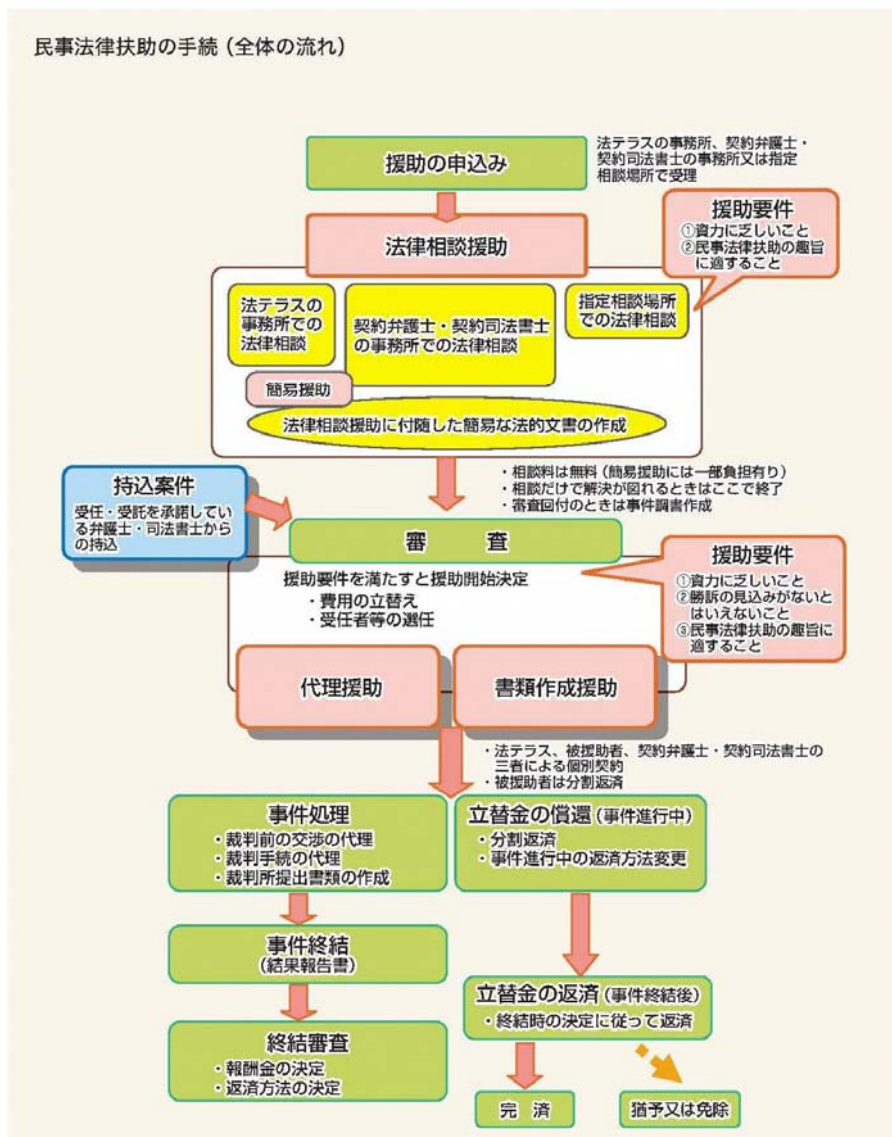 民事法律扶助の手続（全体の流れ）
援助の申込み
法テラスの事務所、契約弁護士・
契約司法書士の事務所又は指定
相談場所で受理
法律相談援助
援助要件
①資力に乏しいこと
②民事法律扶助の趣旨
に適すること
法テラスの
事務所での
法律相談
契約弁護士・契約司法書士
の事務所での法律相談
指定相談場所
での法律相談
簡易援助
法律相談援助に付随した簡易な法的文書の作成
・相談料は無料（簡易援助には一部負担有り）
・相談だけで解決が図れるときはここで終了
・審査回付のときは事件調書作成
持込案件
受任・受託を承諾してい
る弁護士・司法書士から
の持込
審　査
援助要件を満たすと援助開始決定
・費用の立替え
・受任者等の選任
援助要件
①資力に乏しいこと
②勝訴の見込みがないと
はいえないこと
③民事法律扶助の趣旨に
適すること
代理援助
書類作成援助
・法テラス、被援助者、契約弁護士・契約司法書士の
三者による個別契約
・被援助者は分割返済
事件処理
・裁判前の交渉の代理
・裁判手続の代理
・裁判所提出書類の作成
立替金の償還（事件進行中）
・分割返済
・事件進行中の返済方法変更
事件終結
（結果報告書）
立替金の返済（事件終結後）
・終結時の決定に従って返済
終結審査
・報酬金の決定
・返済方法の決定
完　済
猶予又は免除